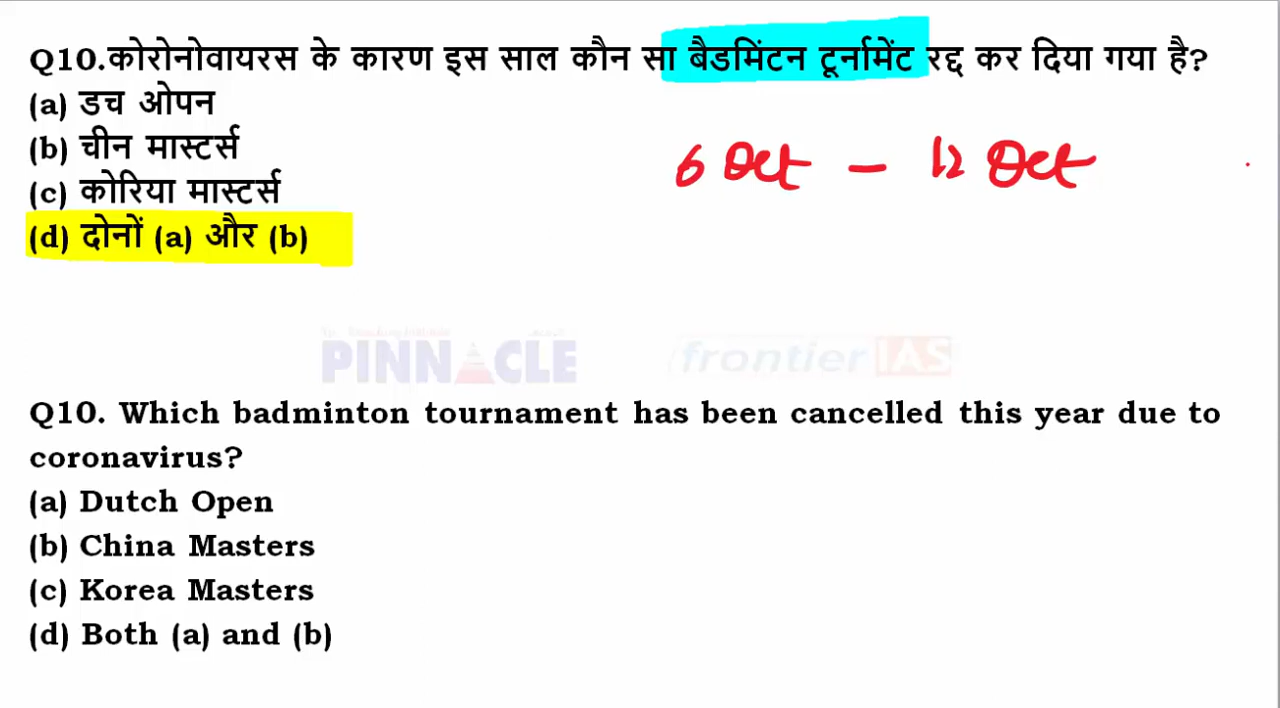 Q10.कोरोनोवायरस के कारण इस साल कौन सा बैडमिंटन टूर्नामेंट रद्द कर दिया गया है?
(a) डच ओपन
(b) चीन मास्टर्स
6 Oct – 12 Oct
(c) कोरिया मास्टर्स
(d) दोनों (a) और (b)
PINNACLE
frontier IAS
Q10. Which badminton tournament has been cancelled this year due to
coronavirus?
(a) Dutch Open
(b) China Masters
(c) Korea Masters
(d) Both (a) and (b)